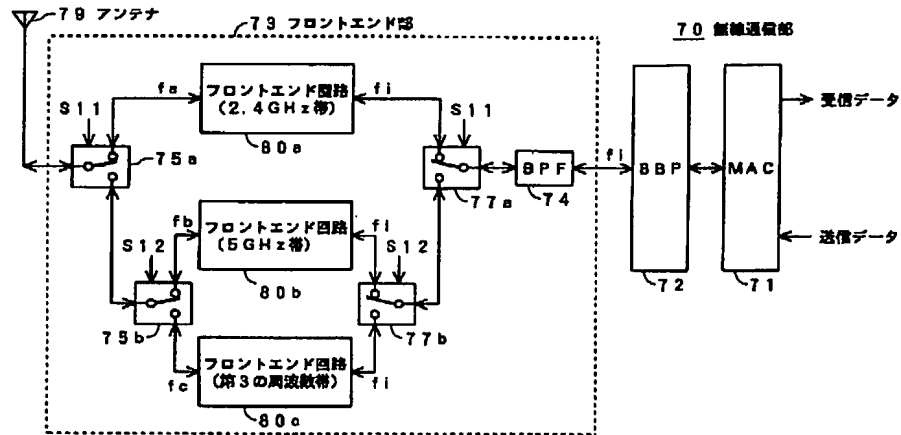 79 アンテナ
73 フロントエンド部
70 無線通信部
fa
フロントエンド回路
(2.4GHz帯)
fi
S11
S11
80a
75a
77a
BPF
74
fi
BBP
72
MAC
71
受信データ
送信データ
fb
フロントエンド回路
(5GHz帯)
fi
S12
S12
80b
75b
77b
フロントエンド回路
(第3の周波数帯)
fc
fi
80c